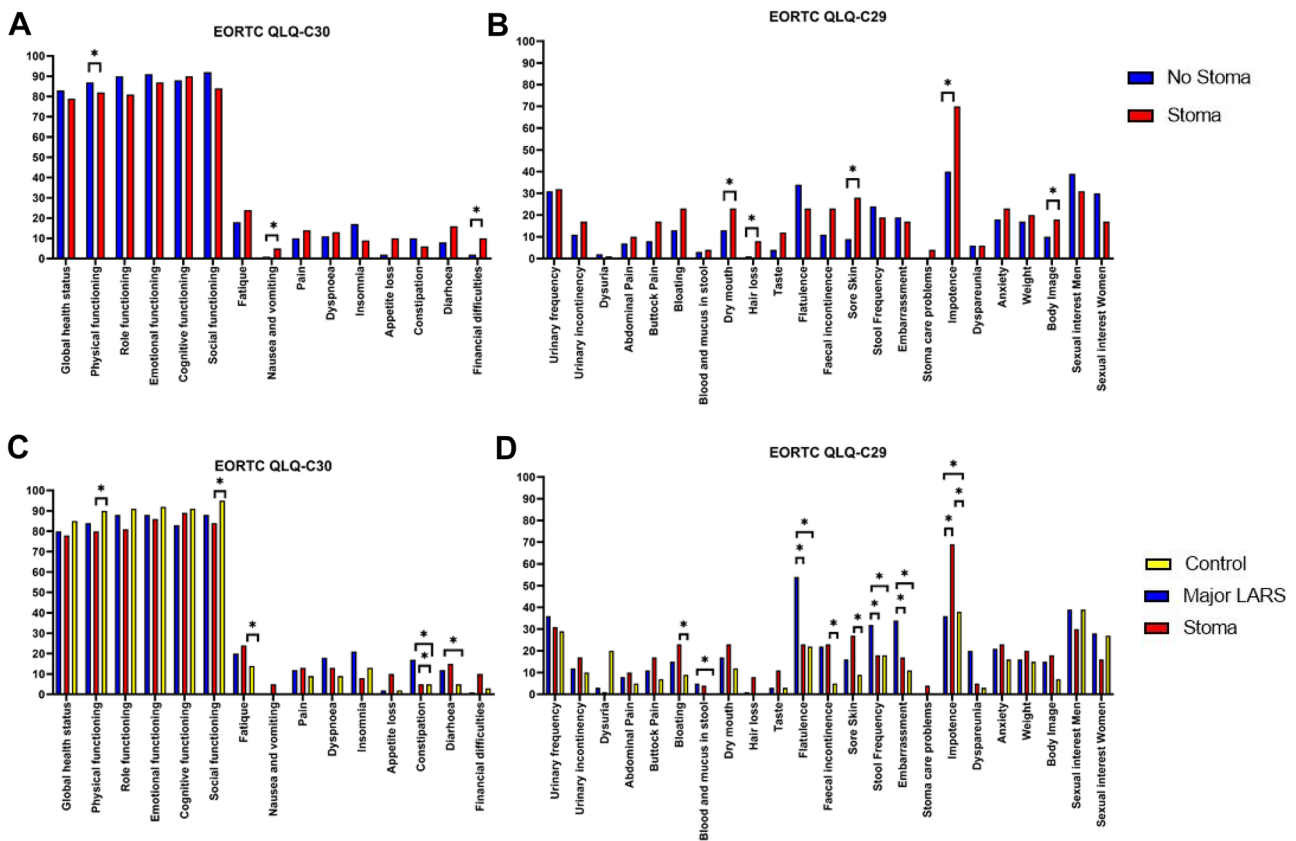 A
EORTC QLQ-C30
100
90
80
70
60
50
40
30
20
10
0
*
*
*
Global health status
Physical functioning
Role functioning
Emotional functioning
Cognitive functioning
Social functioning
Fatique
Nausea and vomiting
Pain
Dyspnoea
Insomnia
Appetite loss
Constipation
Diarhoea
Financial difficulties
B
EORTC QLQ-C29
100
90
80
70
60
50
40
30
20
10
0
*
*
*
*
*
Urinary frequency
Urinary incontinency
Dysuria
Abdominal Pain
Buttock Pain
Bloating
Blood and mucus in stool
Dry mouth
Hair loss
Taste
Flatulence
Faecal incontinence
Sore Skin
Stool Frequency
Embarrassment
Stoma care problems
Impotence
Dyspareunia
Anxiety
Weight
Body Image
Sexual interest Men
Sexual interest Women
No Stoma
Stoma
C
EORTC QLQ-C30
100
90
80
70
60
50
40
30
20
10
0
*
*
*
*
*
*
Global health status
Physical functioning
Role functioning
Emotional functioning
Cognitive functioning
Social functioning
Fatique
Nausea and vomiting
Pain
Dyspnoea
Insomnia
Appetite loss
Constipation
Diarhoea
Financial difficulties
D
EORTC QLQ-C29
100
90
80
70
60
50
40
30
20
10
0
*
*
*
*
*
*
*
*
*
*
*
*
*
Urinary frequency
Urinary incontinency
Dysuria
Abdominal Pain
Buttock Pain
Bloating
Blood and mucus in stool
Dry mouth
Hair loss
Taste
Flatulence
Faecal incontinence
Sore Skin
Stool Frequency
Embarrassment
Stoma care problems
Impotence
Dyspareunia
Anxiety
Weight
Body Image
Sexual interest Men
Sexual interest Women
Control
Major LARS
Stoma